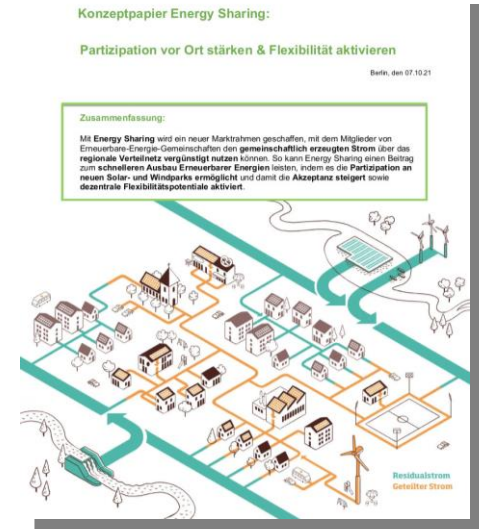 Konzeptpapier Energy Sharing:
Partizipation vor Ort stärken & Flexibilität aktivieren
Berlin, den 07.10.21
Zusammenfassung:
Mit Energy Sharing wird ein neuer Marktrahmen geschaffen, mit dem Mitglieder von
Erneuerbare-Energie-Gemeinschaften den gemeinschaftlich erzeugten Strom über das
regionale Verteilnetz vergünstigt nutzen können. So kann Energy Sharing einen Beitrag
zum schnelleren Ausbau Erneuerbarer Energien leisten, indem es die Partizipation an
neuen Solar- und Windparks ermöglicht und damit die Akzeptanz steigert sowie
dezentrale Flexibilitätspotentiale aktiviert.
Residualstrom
Geteilter Strom